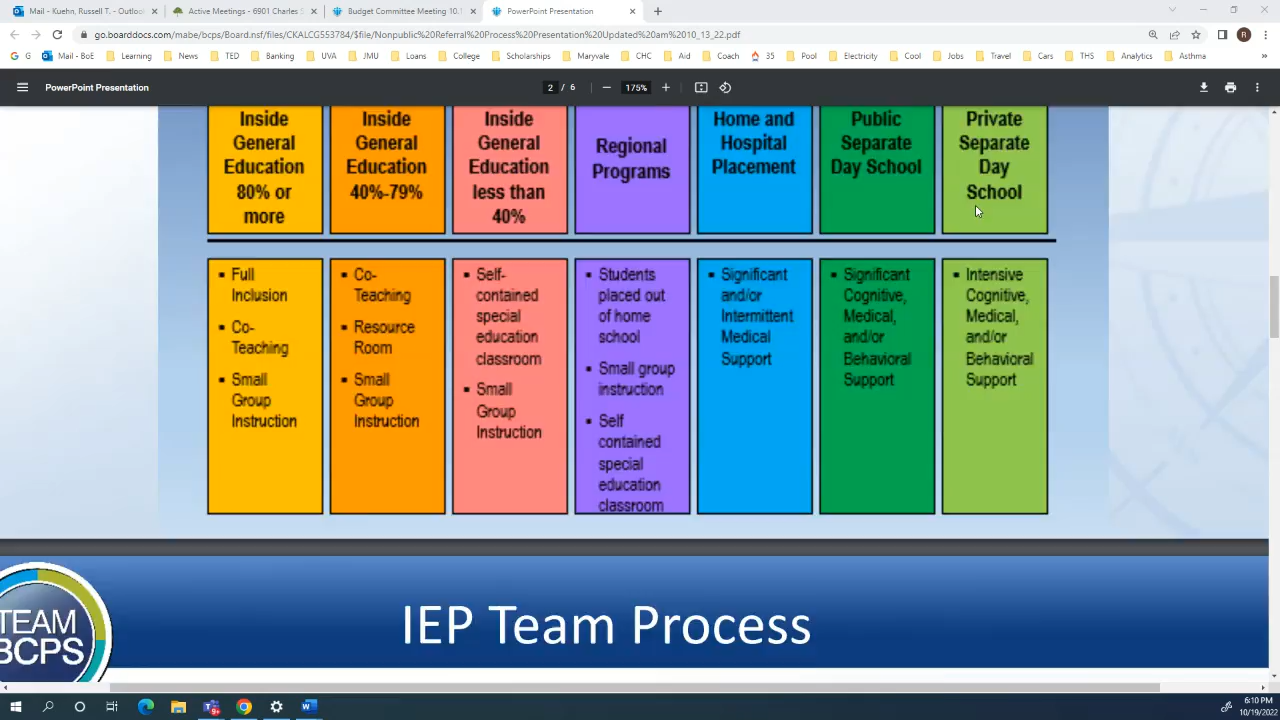 Mail - Kuehn, Russell T. - Outlook
Active Meetings - 6901 Charles S
Budget Committee Meeting 10.1
PowerPoint Presentation
go.boarddocs.com/mabe/bcps/Board.nsf/files/CKALCG553784/$file/Nonpublic%20Referral%20Process%20Presentation%20Updated%20am%2010_13_22.pdf
R
G Mail - BoE Learning News TED Banking UVA JMU Loans College Scholarships Maryvale CHC Aid Coach 35 Pool Electricity Cool Jobs Travel Cars THS Analytics Asthma »
PowerPoint Presentation
2 / 6
175%
Inside
General
Education
80% or
more
Inside
General
Education
40%-79%
Inside
General
Education
less than
40%
Regional
Programs
Home and
Hospital
Placement
Public
Separate
Day School
Private
Separate
Day
School
▪ Full
Inclusion
▪ Co-
Teaching
▪ Small
Group
Instruction
▪ Co-
Teaching
▪ Resource
Room
▪ Small
Group
Instruction
▪ Self-
contained
special
education
classroom
▪ Small
Group
Instruction
▪ Students
placed out
of home
school
▪ Small group
instruction
▪ Self
contained
special
education
classroom
▪ Significant
and/or
Intermittent
Medical
Support
▪ Significant
Cognitive,
Medical,
and/or
Behavioral
Support
▪ Intensive
Cognitive,
Medical,
and/or
Behavioral
Support
TEAM
BCPS
IEP Team Process
6:10 PM
10/19/2022